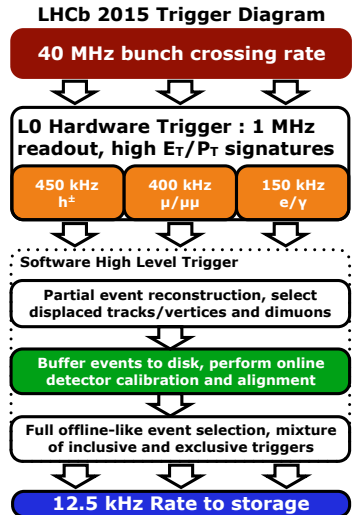 LHCb 2015 Trigger Diagram
40 MHz bunch crossing rate
L0 Hardware Trigger : 1 MHz
readout, high ET/PT signatures
450 kHz
h±
400 kHz
μ/μμ
150 kHz
e/γ
Software High Level Trigger
Partial event reconstruction, select
displaced tracks/vertices and dimuons
Buffer events to disk, perform online
detector calibration and alignment
Full offline-like event selection, mixture
of inclusive and exclusive triggers
12.5 kHz Rate to storage